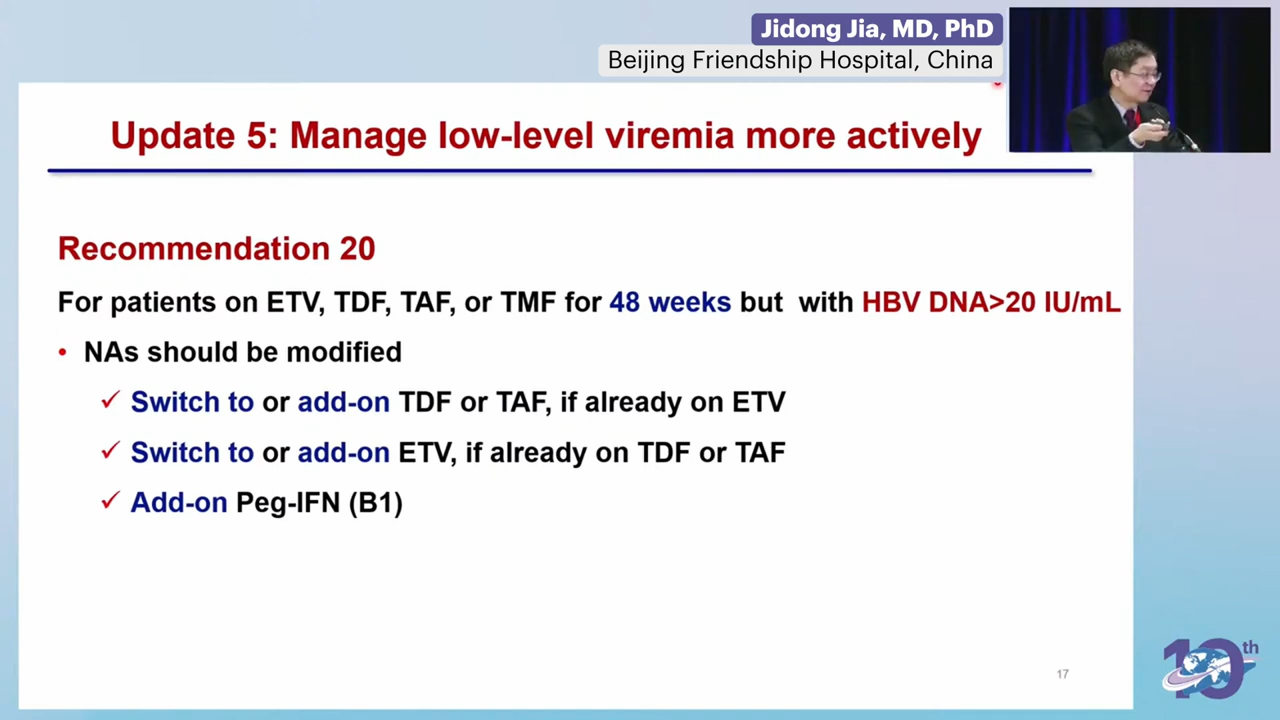 Jidong Jia, MD, PhD
Beijing Friendship Hospital, China
Update 5: Manage low-level viremia more actively
Recommendation 20
For patients on ETV, TDF, TAF, or TMF for 48 weeks but with HBV DNA>20 IU/mL
• NAs should be modified
✓ Switch to or add-on TDF or TAF, if already on ETV
✓ Switch to or add-on ETV, if already on TDF or TAF
✓ Add-on Peg-IFN (B1)
17
10th